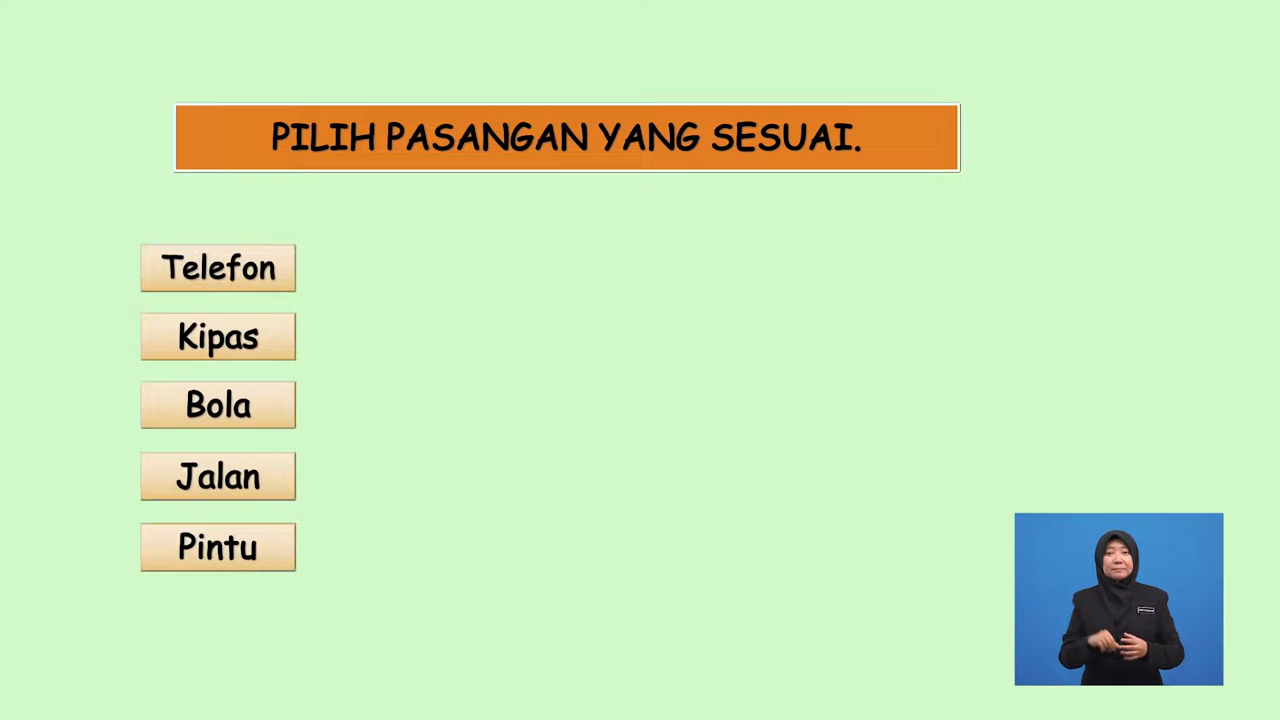 PILIH PASANGAN YANG SESUAI.
Telefon
Kipas
Bola
Jalan
Pintu